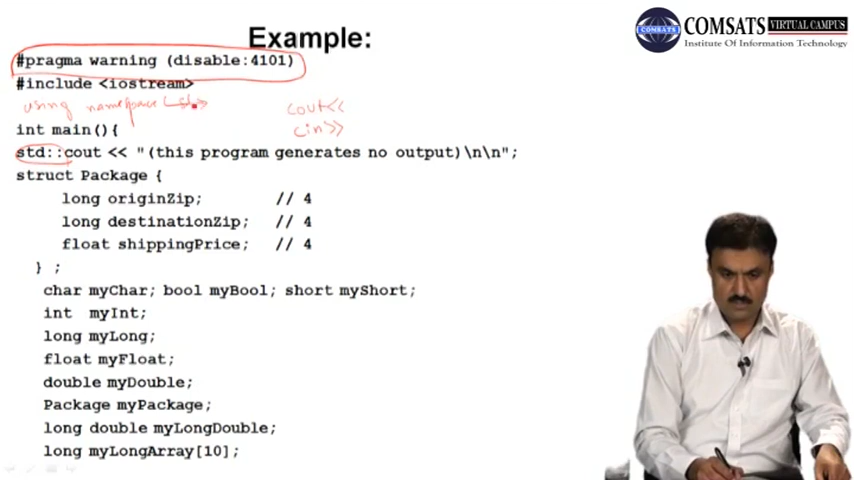 Example:
COMSATS VIRTUAL CAMPUS
Institute Of Information Technology
COMSATS
#pragma warning (disable:4101)
#include <iostream>
using namespace
cout<<
cin>>
int main(){
std::cout << "(this program generates no output)\n\n";
struct Package {
long originZip; // 4
long destinationZip; // 4
float shippingPrice; // 4
} ;
char myChar; bool myBool; short myShort;
int myInt;
long myLong;
float myFloat;
double myDouble;
Package myPackage;
long double myLongDouble;
long myLongArray[10];